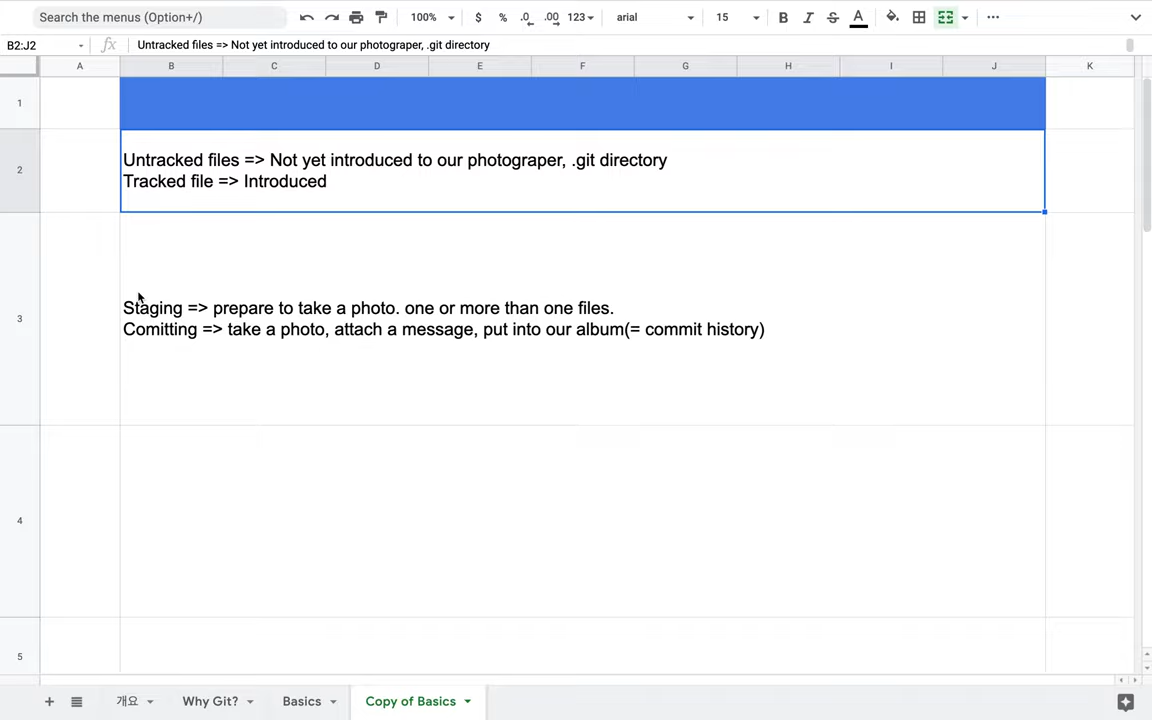 Search the menus (Option+/)
100%
$ % .0 .00 123
arial
15
B I S A
B2:J2
fx
Untracked files => Not yet introduced to our photograper, .git directory
A B C D E F G H I J K
1
2
Untracked files => Not yet introduced to our photograper, .git directory
Tracked file => Introduced
3
Staging => prepare to take a photo. one or more than one files.
Comitting => take a photo, attach a message, put into our album(= commit history)
4
5
개요
Why Git?
Basics
Copy of Basics